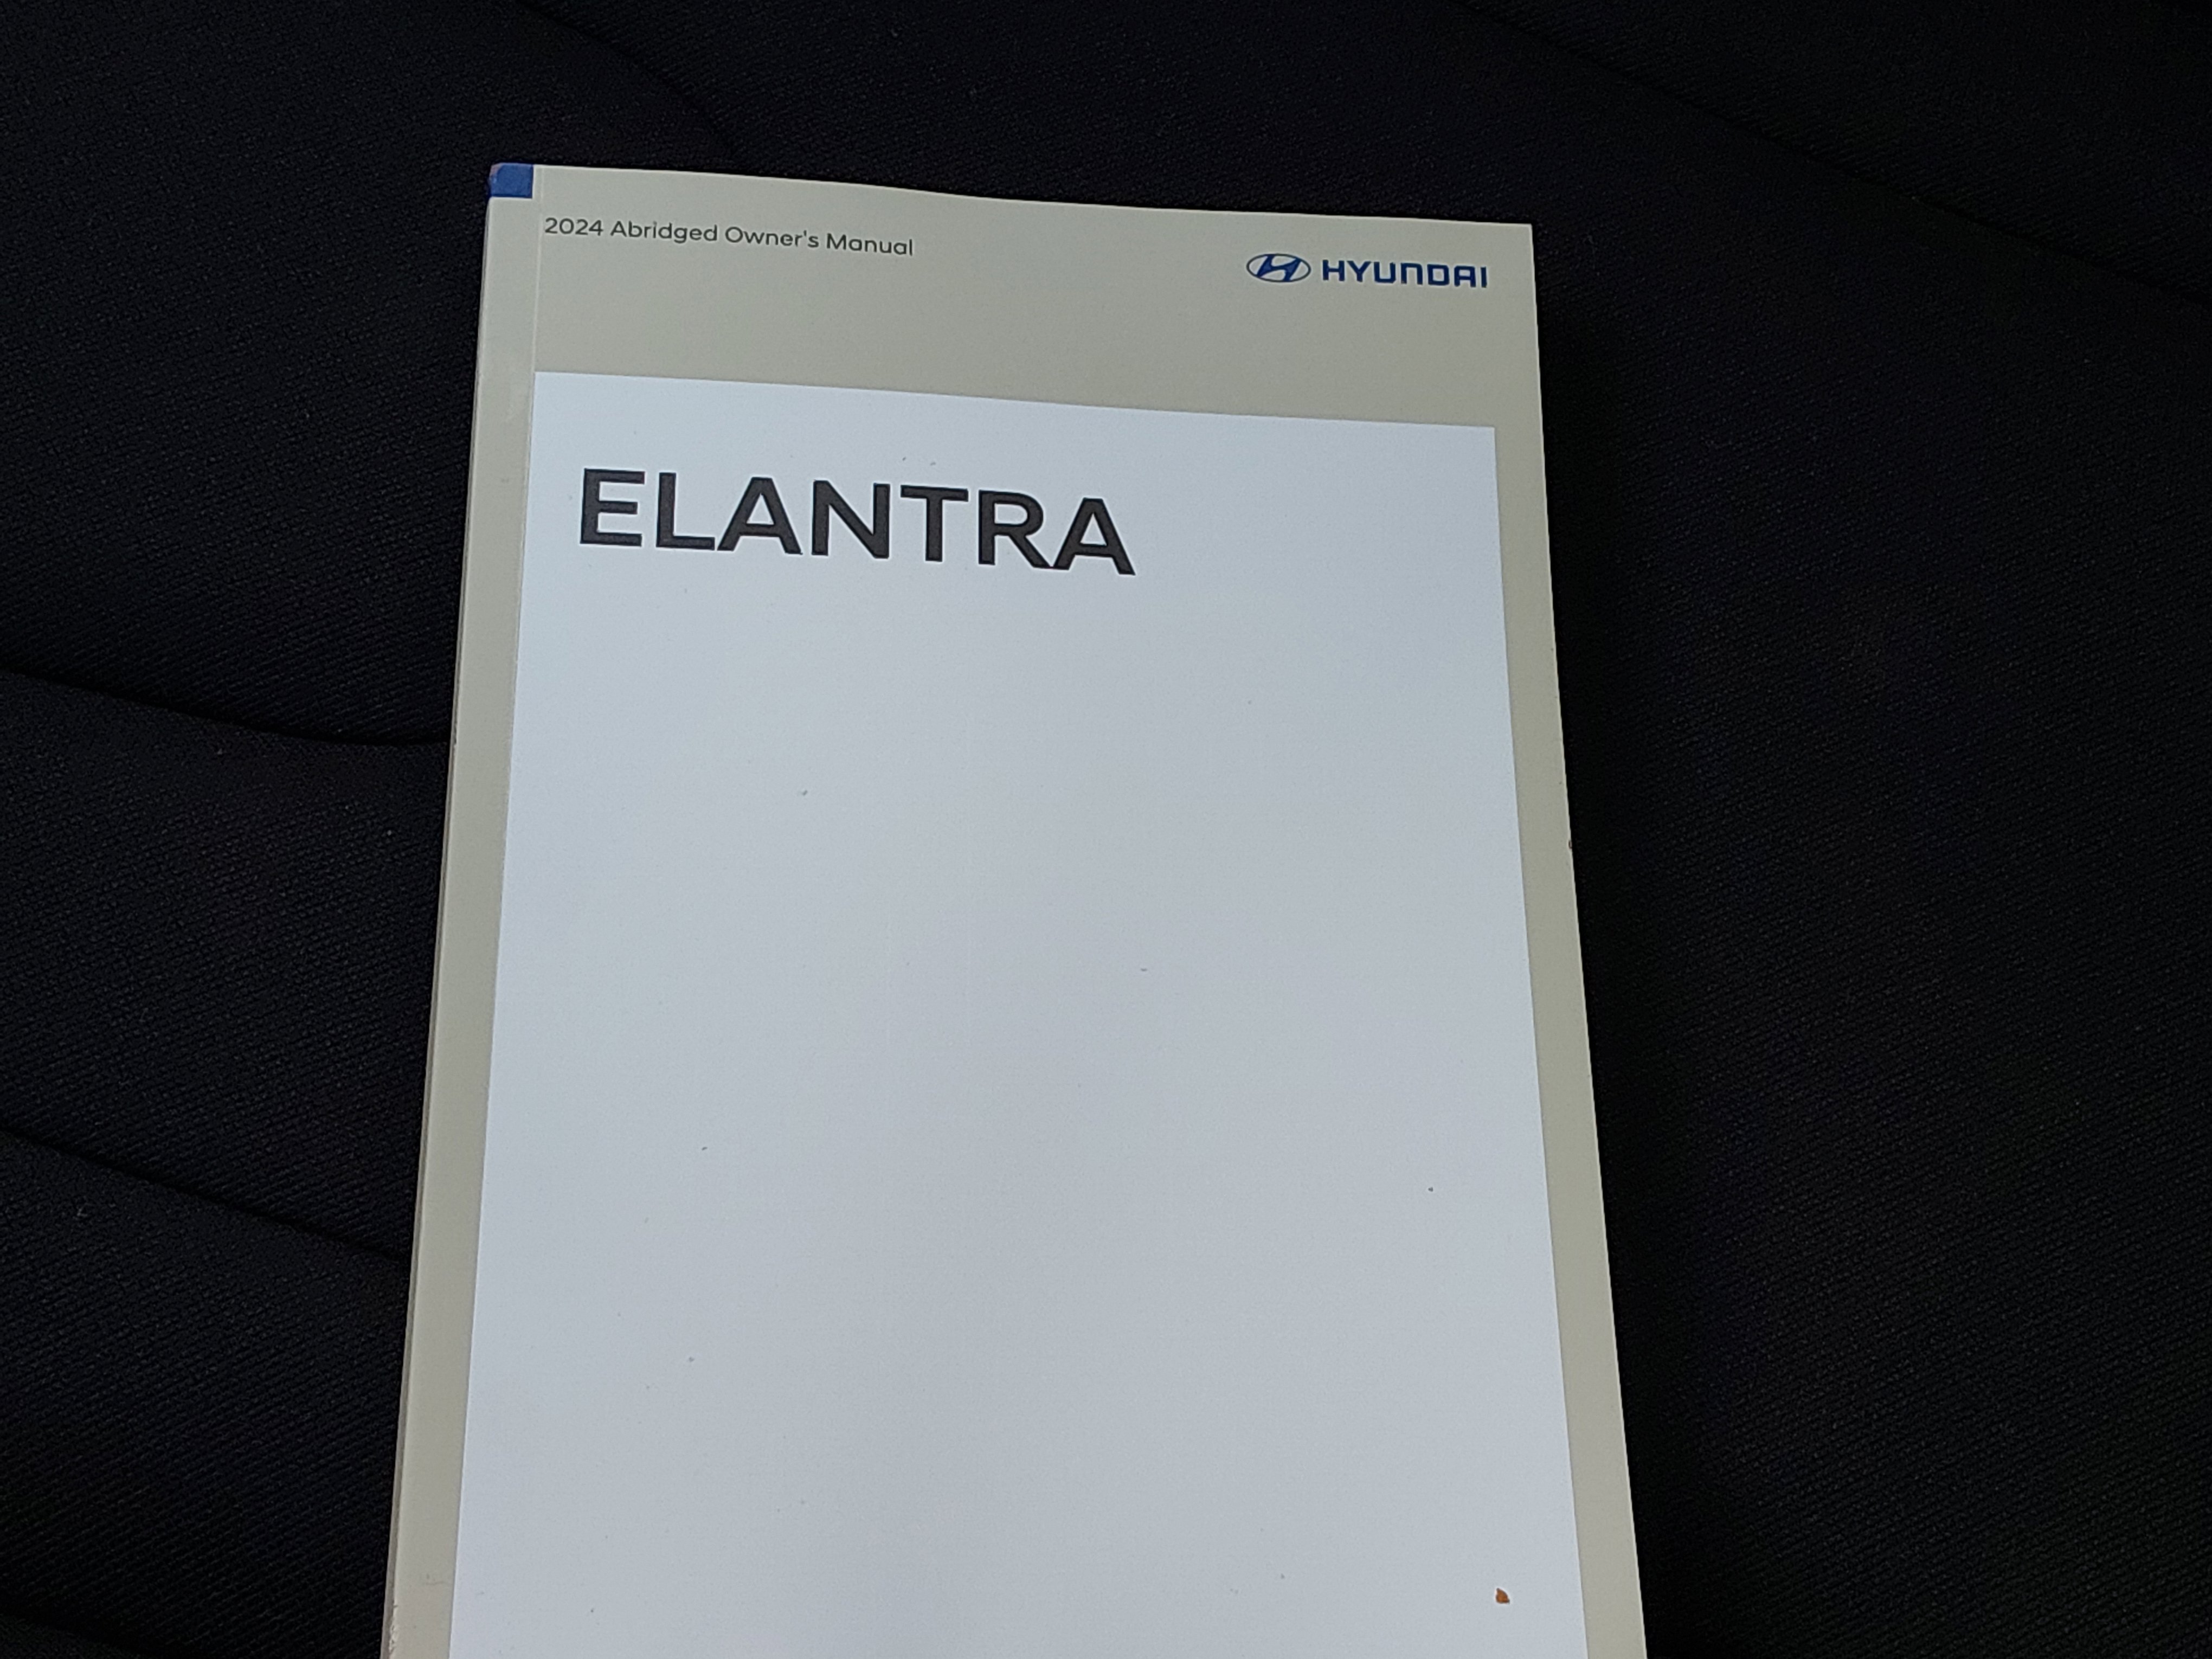 2024 Abridged Owner's Manual
HYUNDAI
ELANTRA